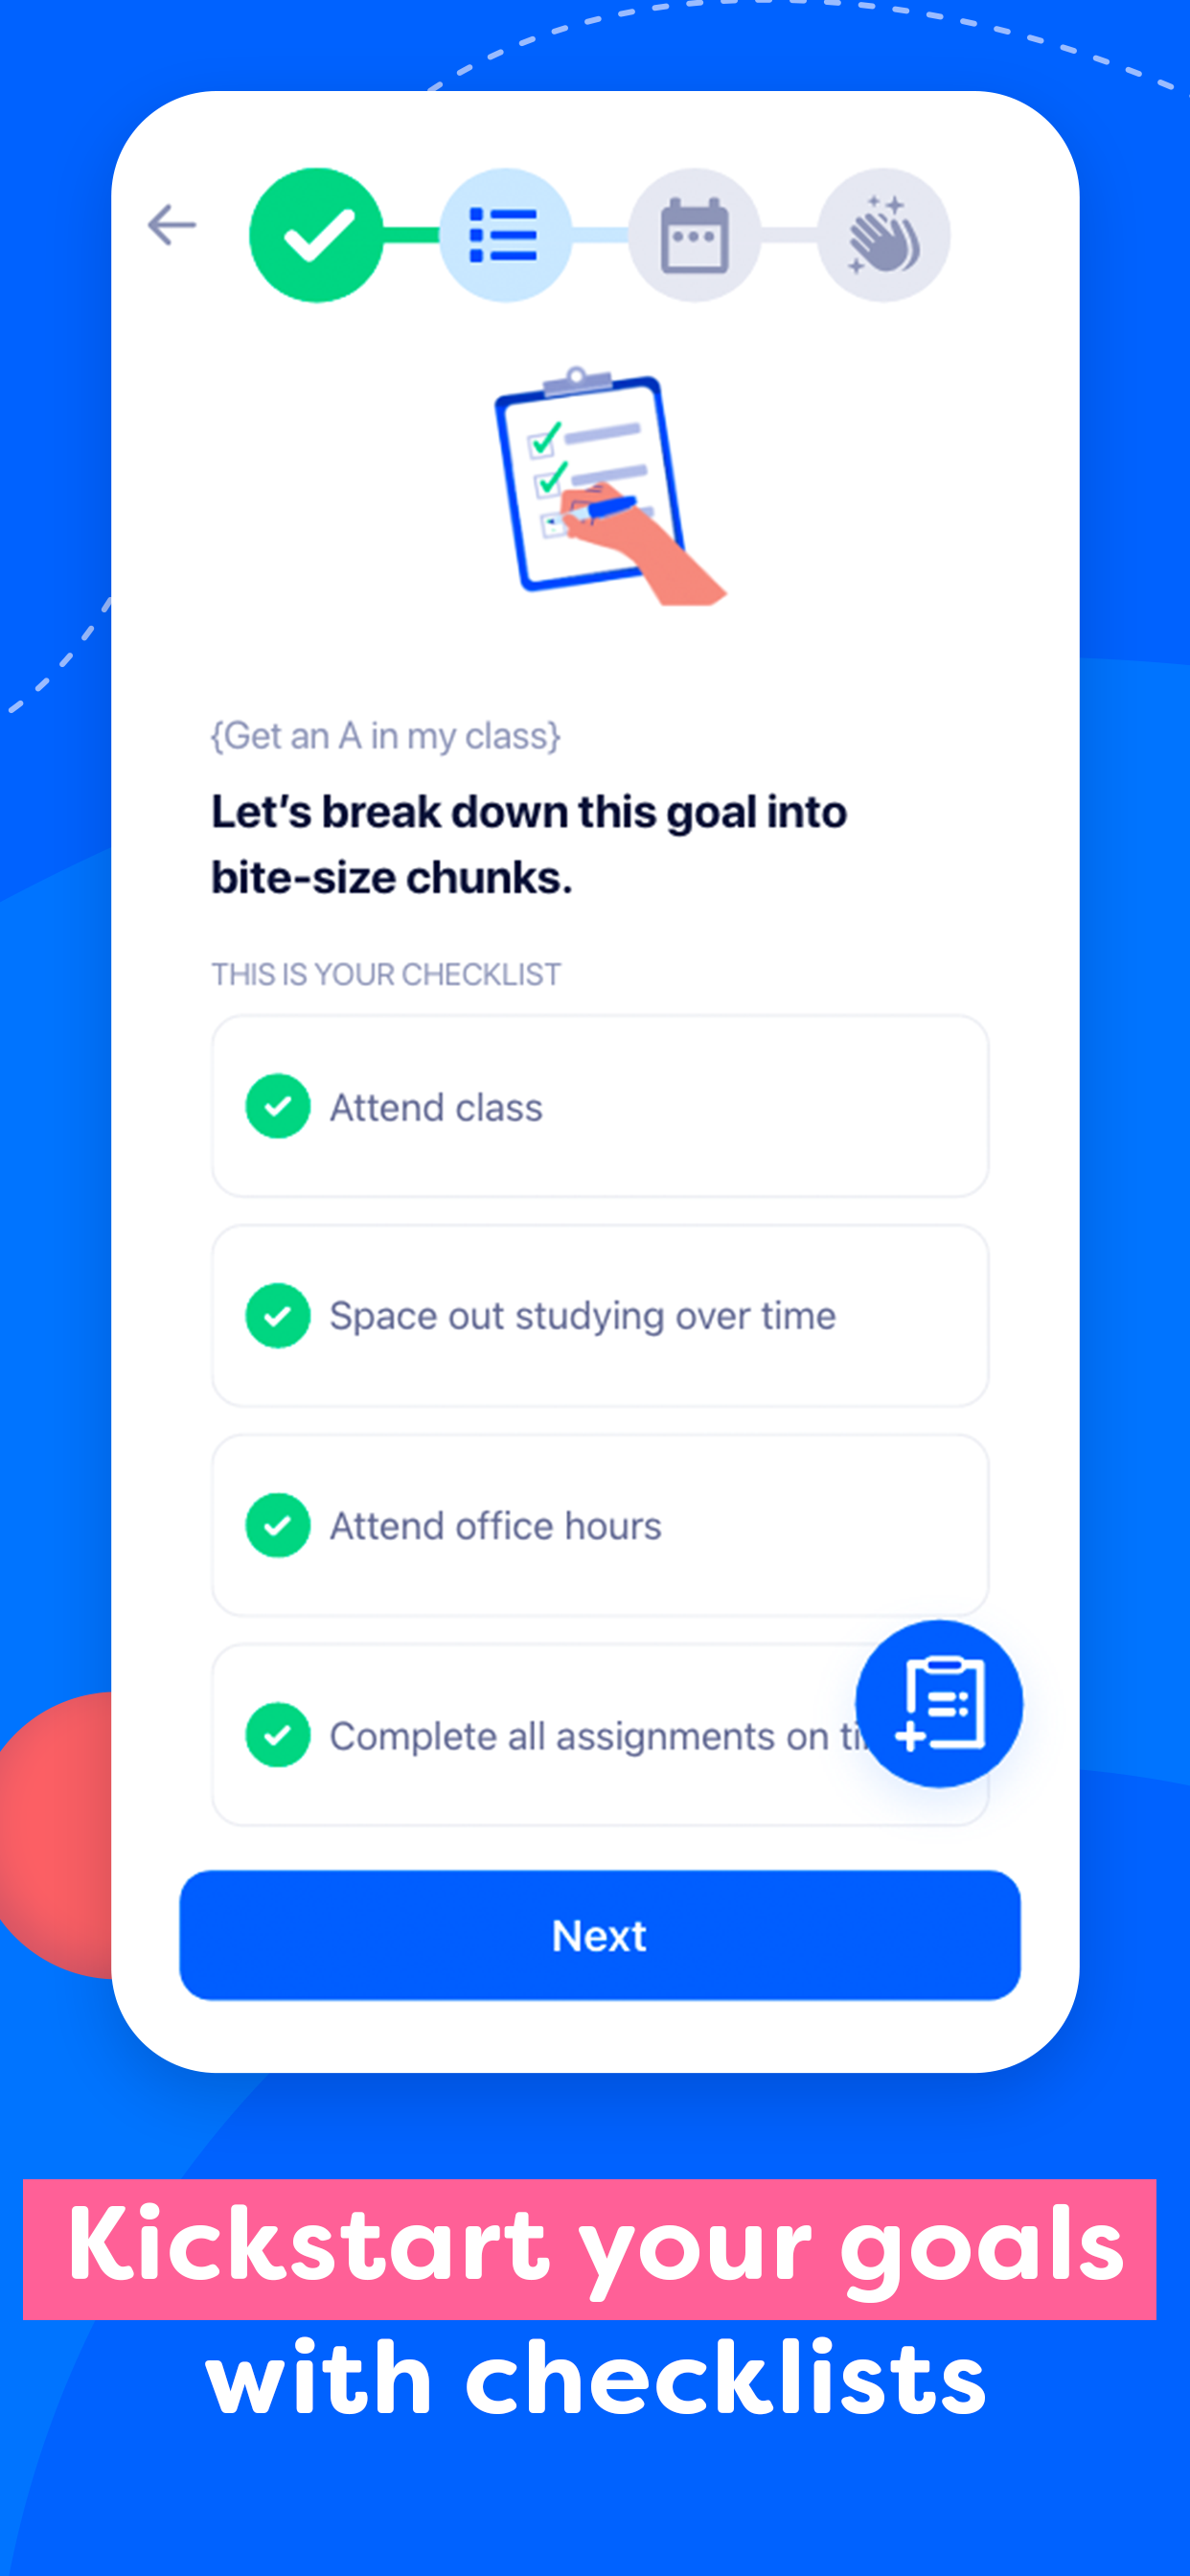 {Get an A in my class}
Let's break down this goal into
bite-size chunks.
THIS IS YOUR CHECKLIST
Attend class
Space out studying over time
Attend office hours
Complete all assignments on
Next
Kickstart your goals
with checklists